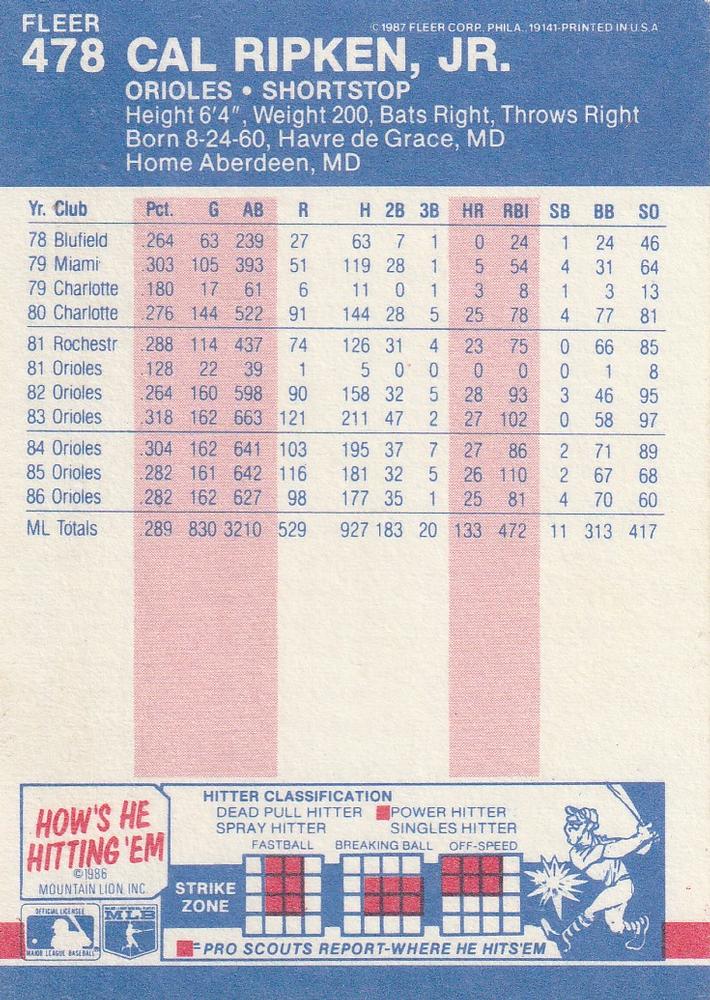 FLEER
478 CAL RIPKEN, JR.
© 1987 FLEER CORP. PHILA. 19141-PRINTED IN U.S.A
ORIOLES • SHORTSTOP
Height 6'4", Weight 200, Bats Right, Throws Right
Born 8-24-60, Havre de Grace, MD
Home Aberdeen, MD
Yr. Club Pct. G AB R H 2B 3B HR RBI SB BB SO
78 Blufield .264 63 239 27 63 7 1 0 24 1 24 46
79 Miami .303 105 393 51 119 28 1 5 54 4 31 64
79 Charlotte .180 17 61 6 11 0 1 3 8 1 3 13
80 Charlotte .276 144 522 91 144 28 5 25 78 4 77 81
81 Rochestr .288 114 437 74 126 31 4 23 75 0 66 85
81 Orioles .128 22 39 1 5 0 0 0 0 0 1 8
82 Orioles .264 160 598 90 158 32 5 28 93 3 46 95
83 Orioles .318 162 663 121 211 47 2 27 102 0 58 97
84 Orioles .304 162 641 103 195 37 7 27 86 2 71 89
85 Orioles .282 161 642 116 181 32 5 26 110 2 67 68
86 Orioles .282 162 627 98 177 35 1 25 81 4 70 60
ML Totals .289 830 3210 529 927 183 20 133 472 11 313 417
HOW'S HE
HITTING 'EM
©1986
MOUNTAIN LION, INC.
OFFICIAL LICENSEE
MAJOR LEAGUE BASEBALL
MLB
HITTER CLASSIFICATION
DEAD PULL HITTER POWER HITTER
SPRAY HITTER SINGLES HITTER
FASTBALL BREAKING BALL OFF-SPEED
STRIKE
ZONE
=PRO SCOUTS REPORT-WHERE HE HITS'EM